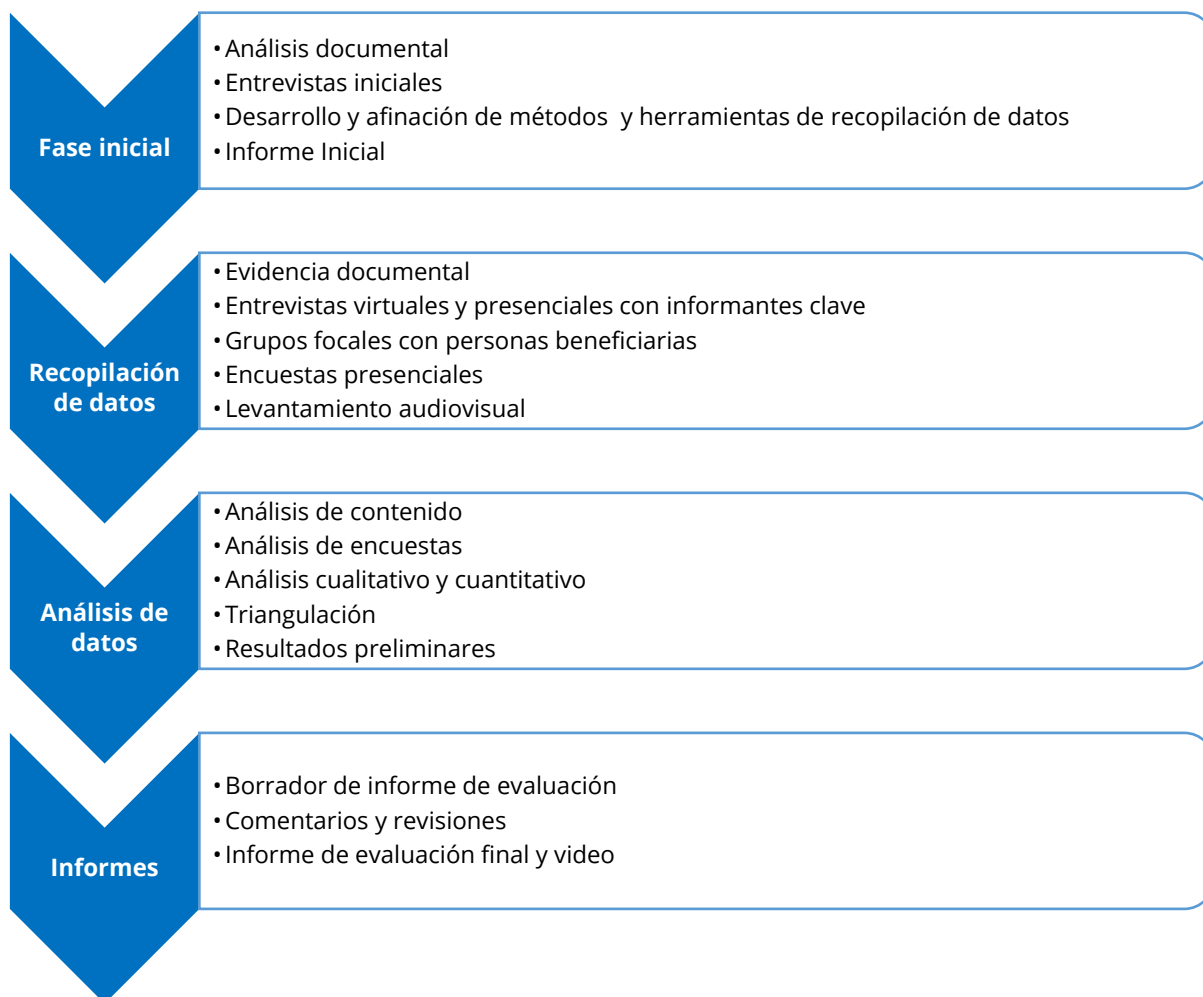 Fase inicial
• Análisis documental
• Entrevistas iniciales
• Desarrollo y afinación de métodos y herramientas de recopilación de datos
• Informe Inicial
Recopilación
de datos
• Evidencia documental
• Entrevistas virtuales y presenciales con informantes clave
• Grupos focales con personas beneficiarias
• Encuestas presenciales
• Levantamiento audiovisual
Análisis de
datos
• Análisis de contenido
• Análisis de encuestas
• Análisis cualitativo y cuantitativo
• Triangulación
• Resultados preliminares
Informes
• Borrador de informe de evaluación
• Comentarios y revisiones
• Informe de evaluación final y video